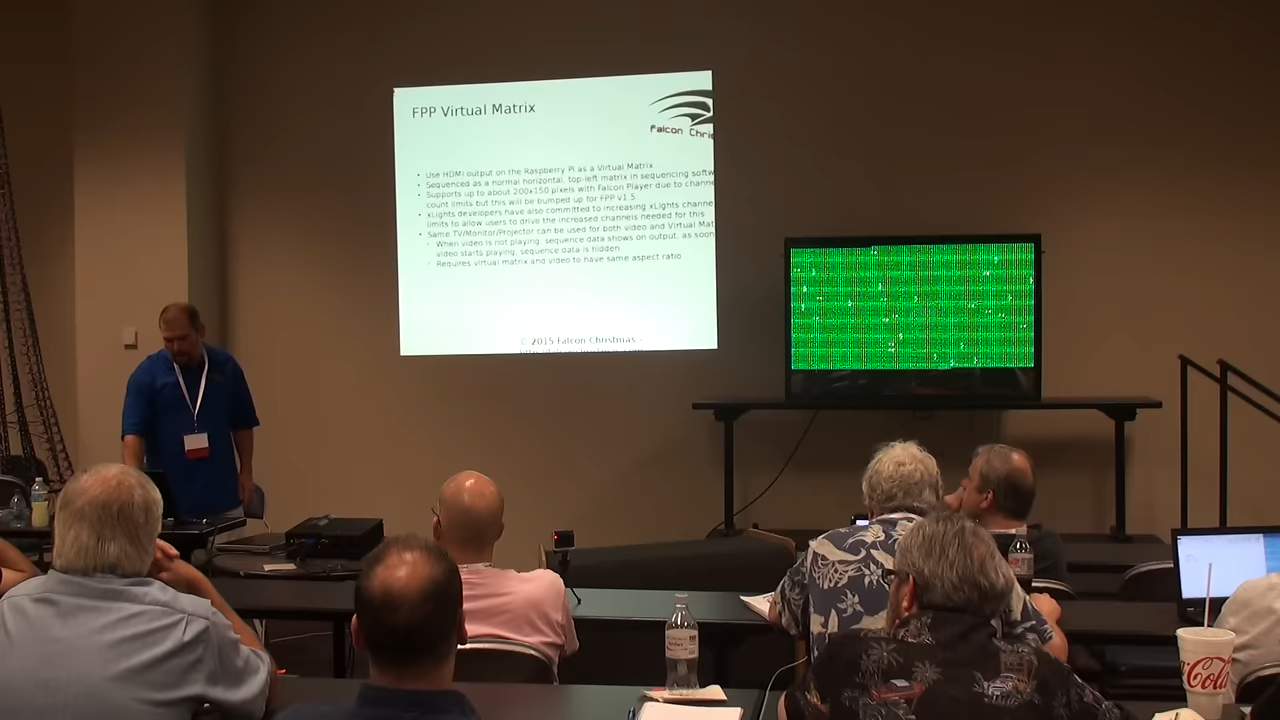 FPP Virtual Matrix
Falcon Chris
• Use HDMI output on the Raspberry Pi as a Virtual Matrix
• Sequenced as a normal horizontal, top-left matrix in sequencing softw
• Supports up to about 200x150 pixels with Falcon Player due to channe
count limits but this will be bumped up for FPP v1.5
• xLights developers have also committed to increasing xLights channe
limits to allow users to drive the increased channels needed for this
• Same TV/Monitor/Projector can be used for both video and Virtual Mat
When video is not playing, sequence data shows on output, as soon
video starts playing, sequence data is hidden
Requires virtual matrix and video to have same aspect ratio
© 2015 Falcon Christmas -
Coca